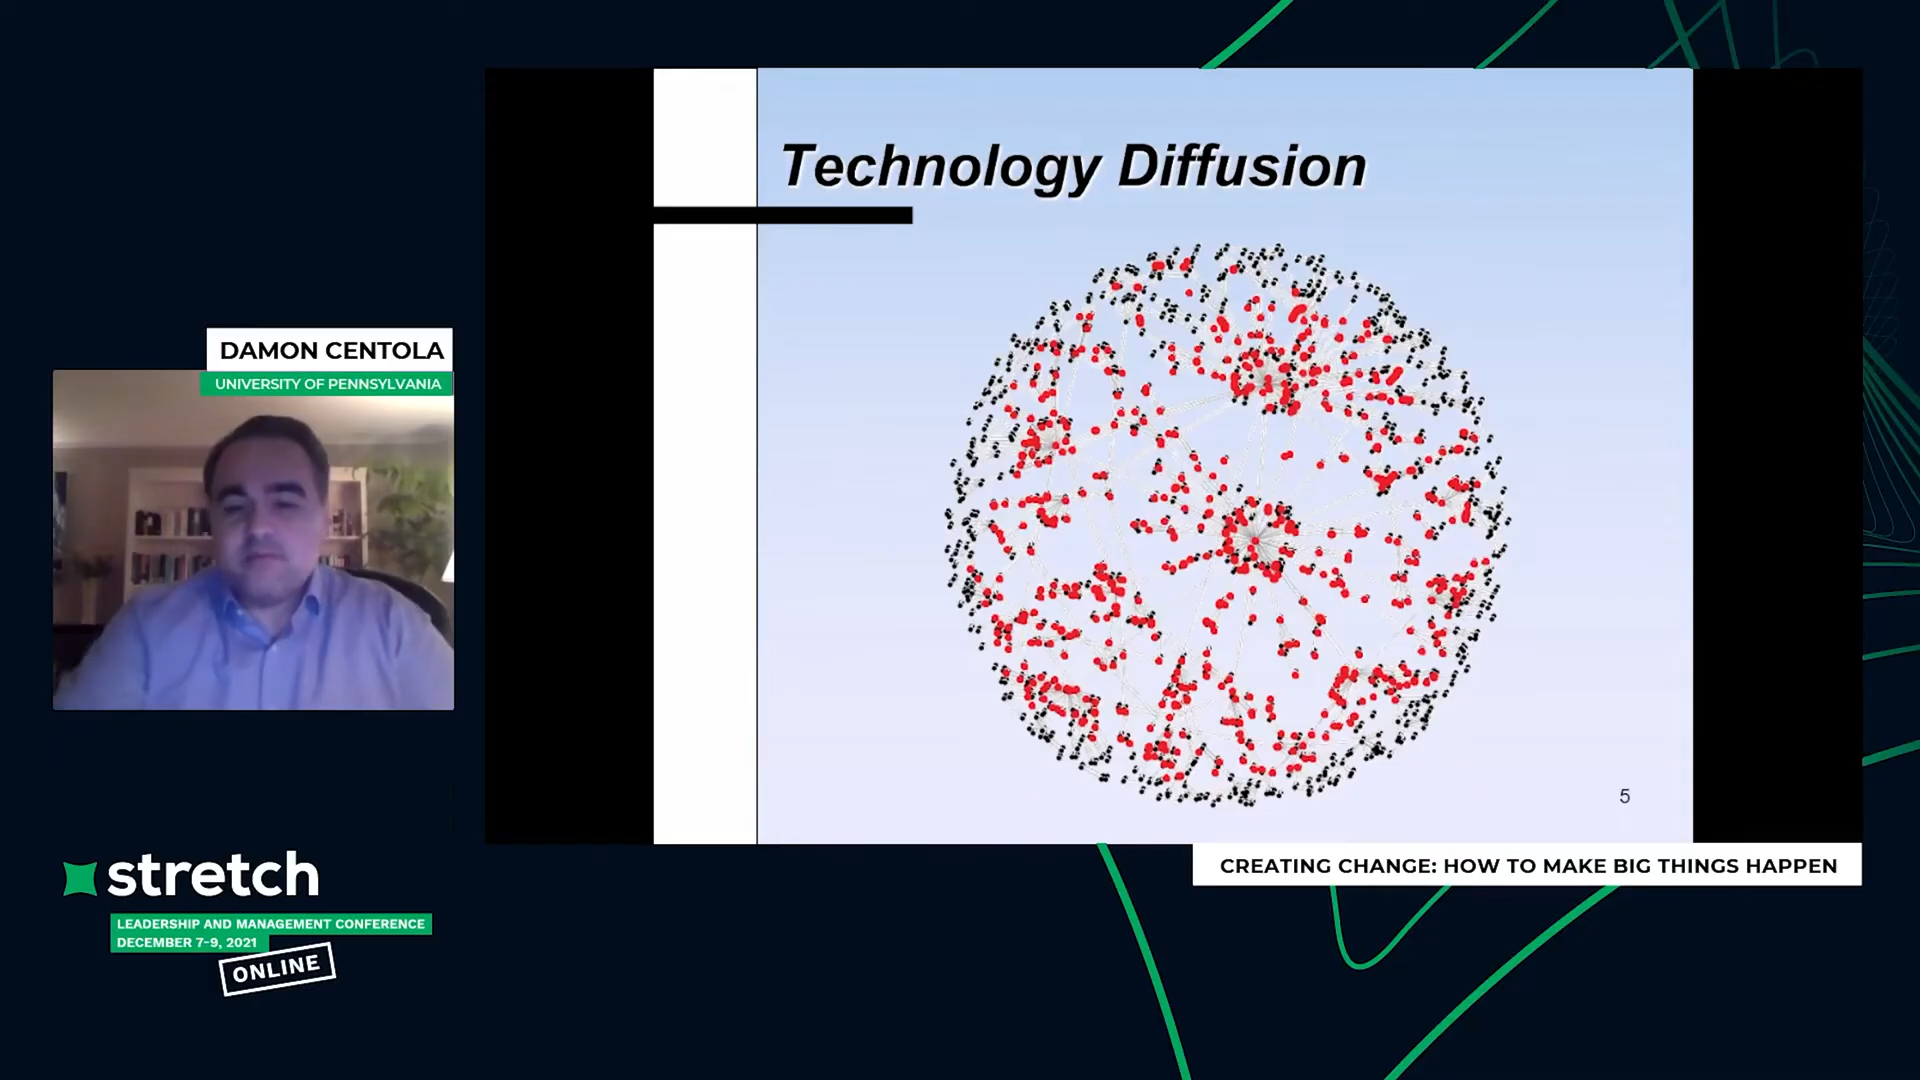 Technology Diffusion
5
DAMON CENTOLA
UNIVERSITY OF PENNSYLVANIA
CREATING CHANGE: HOW TO MAKE BIG THINGS HAPPEN
stretch
LEADERSHIP AND MANAGEMENT CONFERENCE
DECEMBER 7-9, 2021
ONLINE